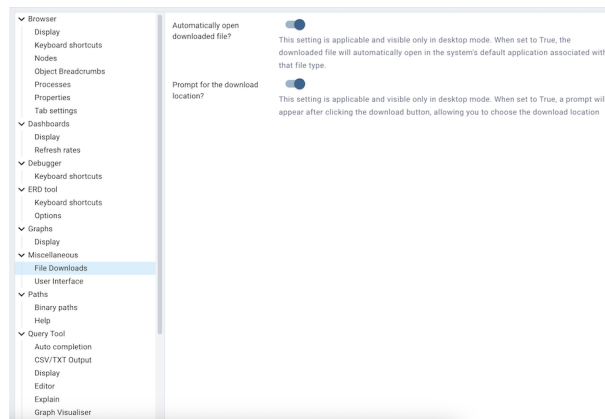 Browser
Display
Keyboard shortcuts
Nodes
Object Breadcrumbs
Processes
Properties
Tab settings
Dashboards
Display
Refresh rates
Debugger
Keyboard shortcuts
ERD tool
Keyboard shortcuts
Options
Graphs
Display
Miscellaneous
File Downloads
User Interface
Paths
Binary paths
Help
Query Tool
Auto completion
CSV/TXT Output
Display
Editor
Explain
Graph Visualiser
Automatically open
downloaded file?
This setting is applicable and visible only in desktop mode. When set to True, the
downloaded file will automatically open in the system's default application associated with
that file type.
Prompt for the download
location?
This setting is applicable and visible only in desktop mode. When set to True, a prompt will
appear after clicking the download button, allowing you to choose the download location